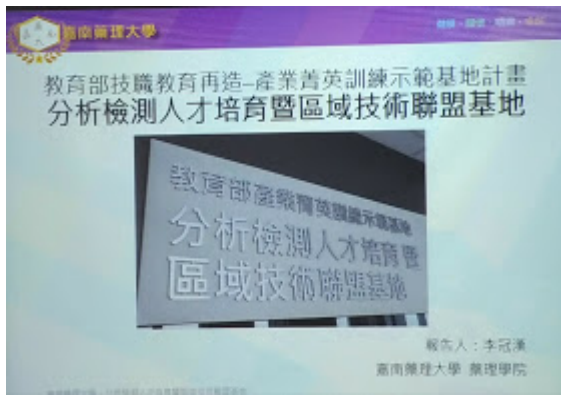 嘉南藥理大學
教育部技職教育再造–產業菁英訓練示範基地計畫
分析檢測人才培育暨區域技術聯盟基地
教育部產業菁英訓練示範基地
分析檢測人才培育暨
區域技術聯盟基地
報告人：李冠漢
嘉南藥理大學 藥理學院